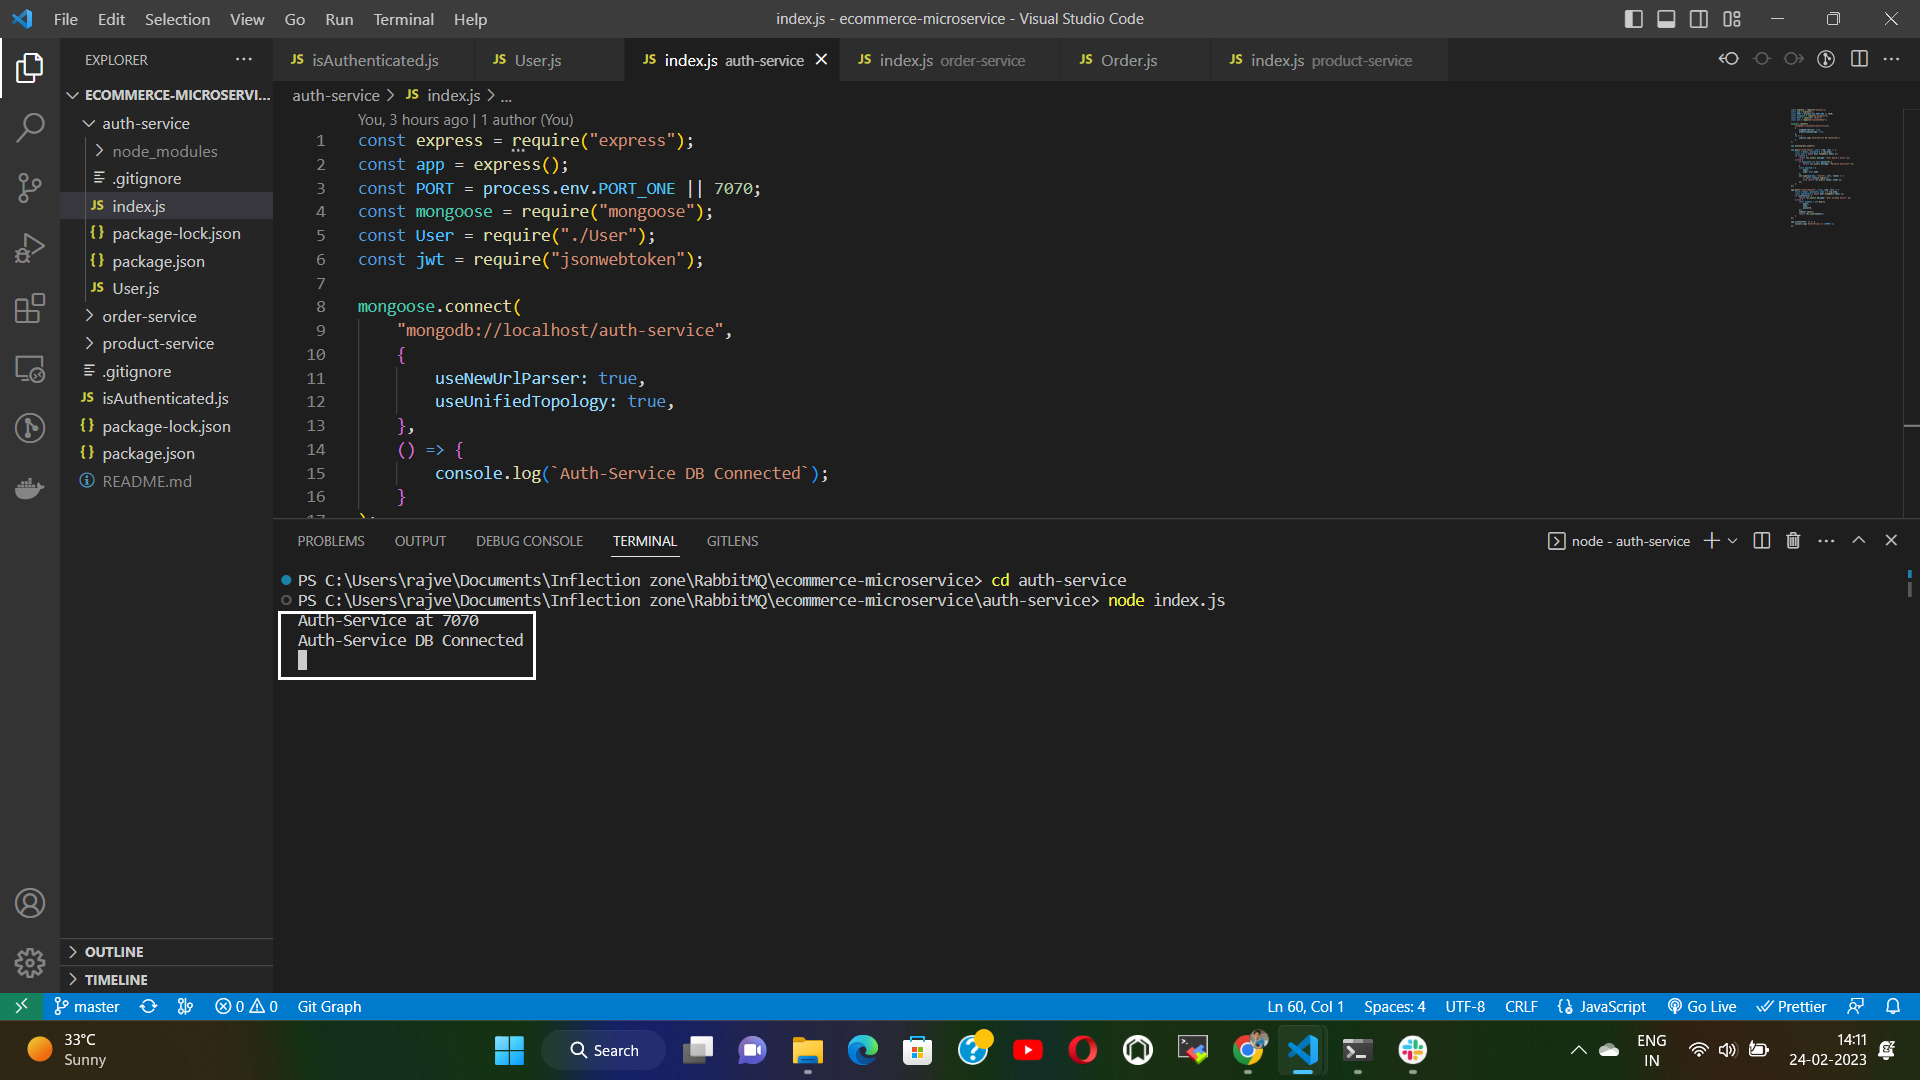 File Edit Selection View Go Run Terminal Help
index.js - ecommerce-microservice - Visual Studio Code
EXPLORER
JS isAuthenticated.js
JS User.js
JS index.js auth-service
JS index.js order-service
JS Order.js
JS index.js product-service
ECOMMERCE-MICROSERVI...
auth-service
node_modules
.gitignore
JS index.js
{} package-lock.json
{} package.json
JS User.js
order-service
product-service
.gitignore
JS isAuthenticated.js
{} package-lock.json
{} package.json
README.md
OUTLINE
TIMELINE
auth-service > JS index.js > ...
You, 3 hours ago | 1 author (You)
1 const express = require("express");
2 const app = express();
3 const PORT = process.env.PORT_ONE || 7070;
4 const mongoose = require("mongoose");
5 const User = require("./User");
6 const jwt = require("jsonwebtoken");
7
8 mongoose.connect(
9 "mongodb://localhost/auth-service",
10 {
11 useNewUrlParser: true,
12 useUnifiedTopology: true,
13 },
14 () => {
15 console.log(`Auth-Service DB Connected`);
16 }
17 );
PROBLEMS OUTPUT DEBUG CONSOLE TERMINAL GITLENS
node - auth-service
PS C:\Users\rajve\Documents\Inflection zone\RabbitMQ\ecommerce-microservice> cd auth-service
PS C:\Users\rajve\Documents\Inflection zone\RabbitMQ\ecommerce-microservice\auth-service> node index.js
Auth-Service at 7070
Auth-Service DB Connected
master
0 0
Git Graph
Ln 60, Col 1 Spaces: 4 UTF-8 CRLF {} JavaScript Go Live Prettier
33°C
Sunny
Search
ENG
IN
14:11
24-02-2023